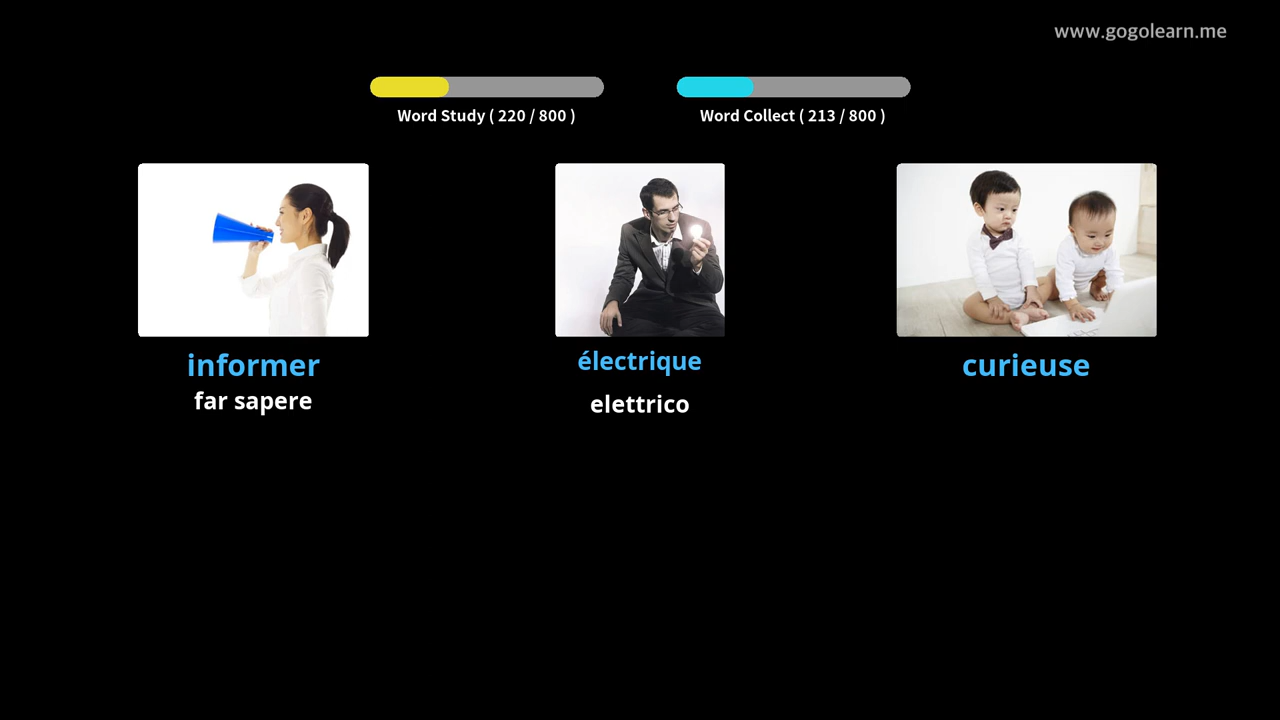 www.gogolearn.me
Word Study ( 220 / 800 )
Word Collect ( 213 / 800 )
informer
far sapere
électrique
elettrico
curieuse